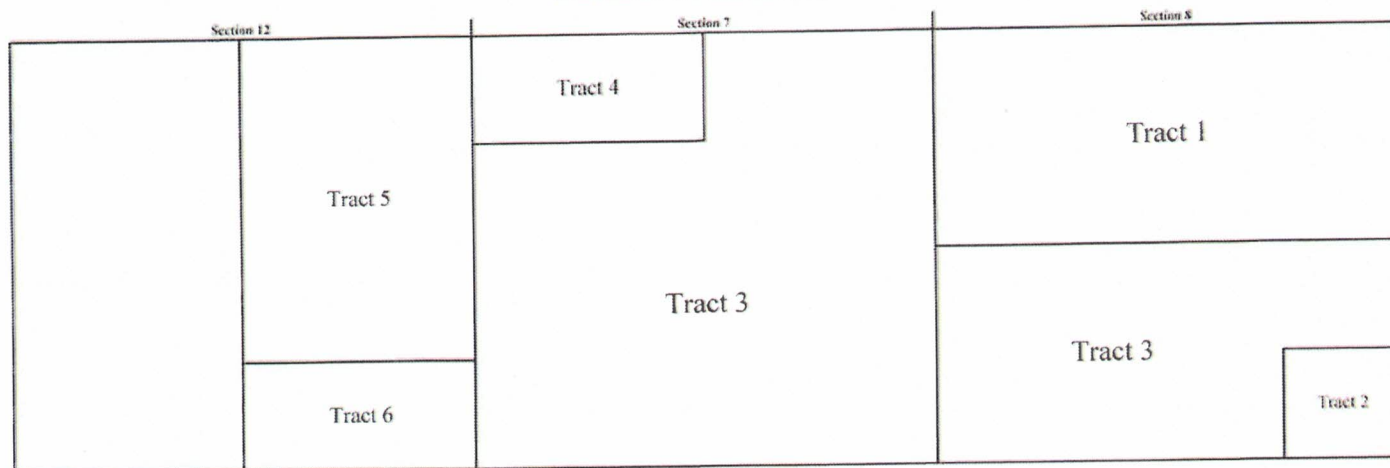 Section 12
Section 7
Section 8
Tract 4
Tract 1
Tract 5
Tract 3
Tract 3
Tract 2
Tract 6